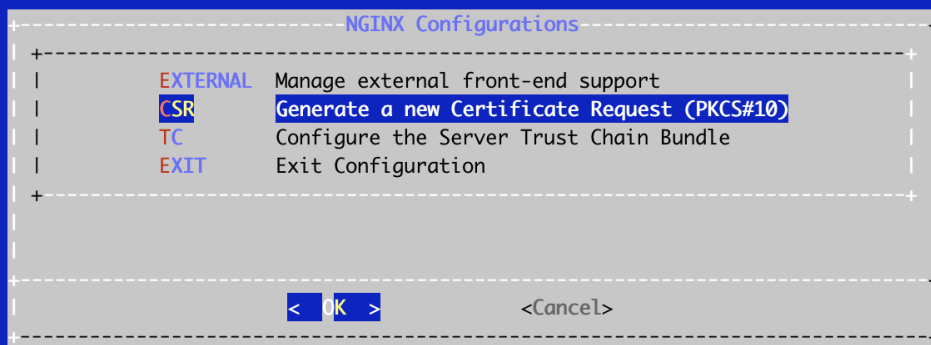 NGINX Configurations
EXTERNAL Manage external front-end support
CSR Generate a new Certificate Request (PKCS#10)
TC Configure the Server Trust Chain Bundle
EXIT Exit Configuration
< OK > <Cancel>